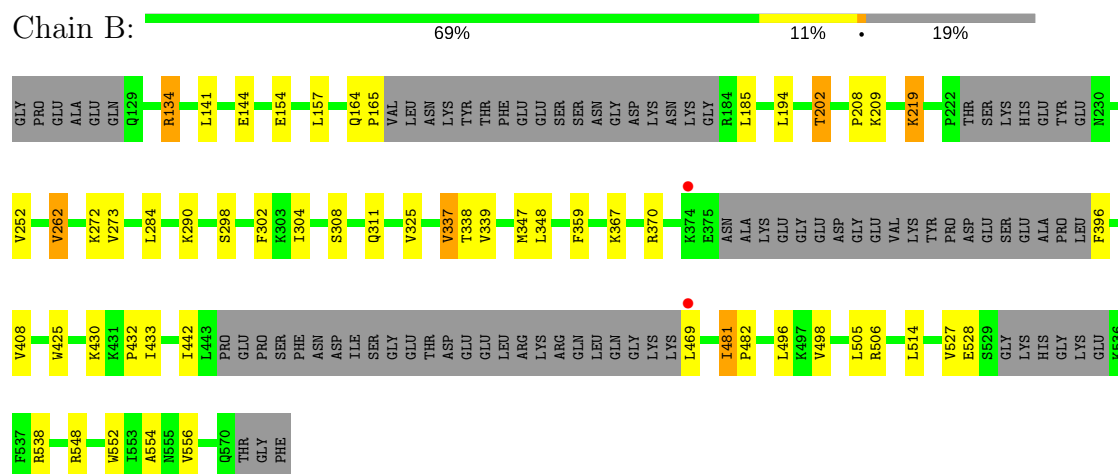 Chain B:
69% 11% • 19%
GLY PRO GLU ALA GLU GLN Q129 R134 L141 E144 E154 L157 Q164 P165 VAL LEU ASN LYS TYR THR PHE GLU GLU SER SER ASN GLY ASP LYS ASN LYS GLY R184 L185 L194 T202 P208 K209 K219 P222 THR SER LYS HIS GLU TYR GLU N230
V252 V262 K272 V273 L284 K290 S298 F302 K303 I304 S308 Q311 V325 V337 T338 V339 M347 L348 F359 K367 R370 K374 E375 ASN ALA LYS GLU GLY GLU ASP GLY GLU VAL LYS TYR PRO ASP GLU SER GLU ALA PRO LEU F396
V408 W425 K430 K431 P432 I433 I442 L443 PRO GLU PRO SER PHE ASN ASP ILE SER GLY GLU THR ASP GLU GLU LEU ARG LYS ARG GLN LEU GLN GLY LYS LYS L469 I481 P482 L496 K497 V498 L505 R506 L514 V527 E528 S529 GLY LYS HIS GLY LYS GLU K536
F537 R538 R548 W552 I553 A554 N555 V556 Q570 THR GLY PHE